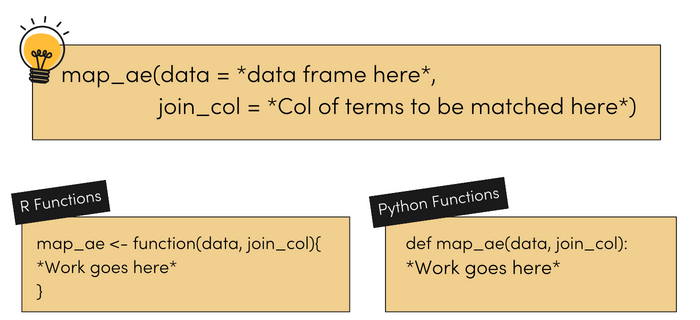 map_ae(data = *data frame here*,
join_col = *Col of terms to be matched here*)
R Functions
map_ae <- function(data, join_col){
*Work goes here*
}
Python Functions
def map_ae(data, join_col):
*Work goes here*